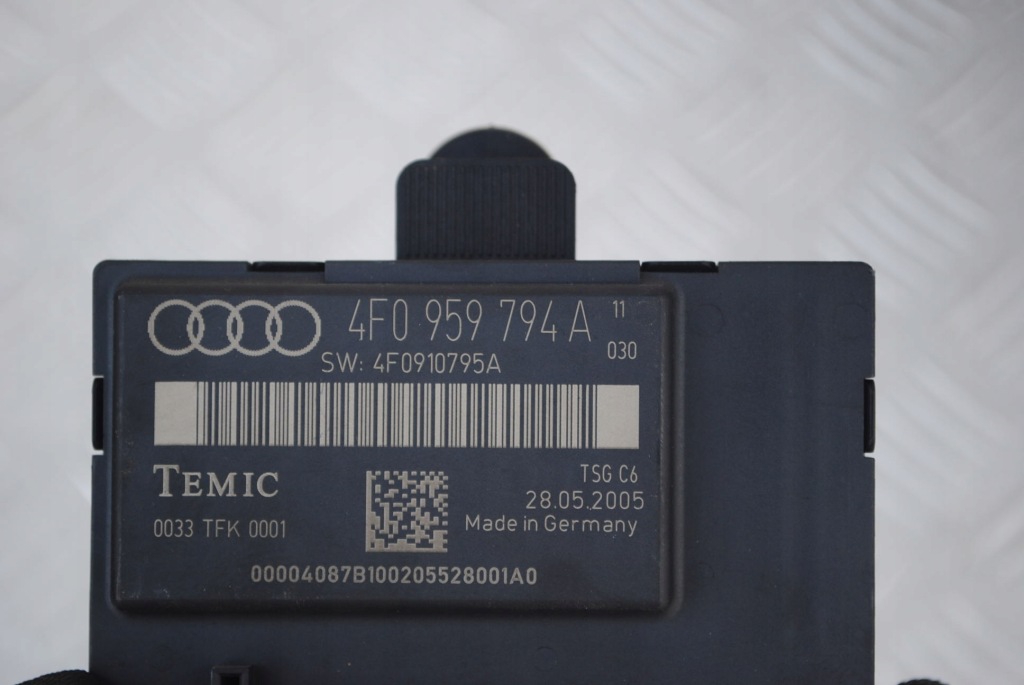 4F0 959 794 A 11
030
SW: 4F0910795A
TEMIC
TSG C6
28.05.2005
0033 TFK 0001
Made in Germany
00004087B100205528001A0